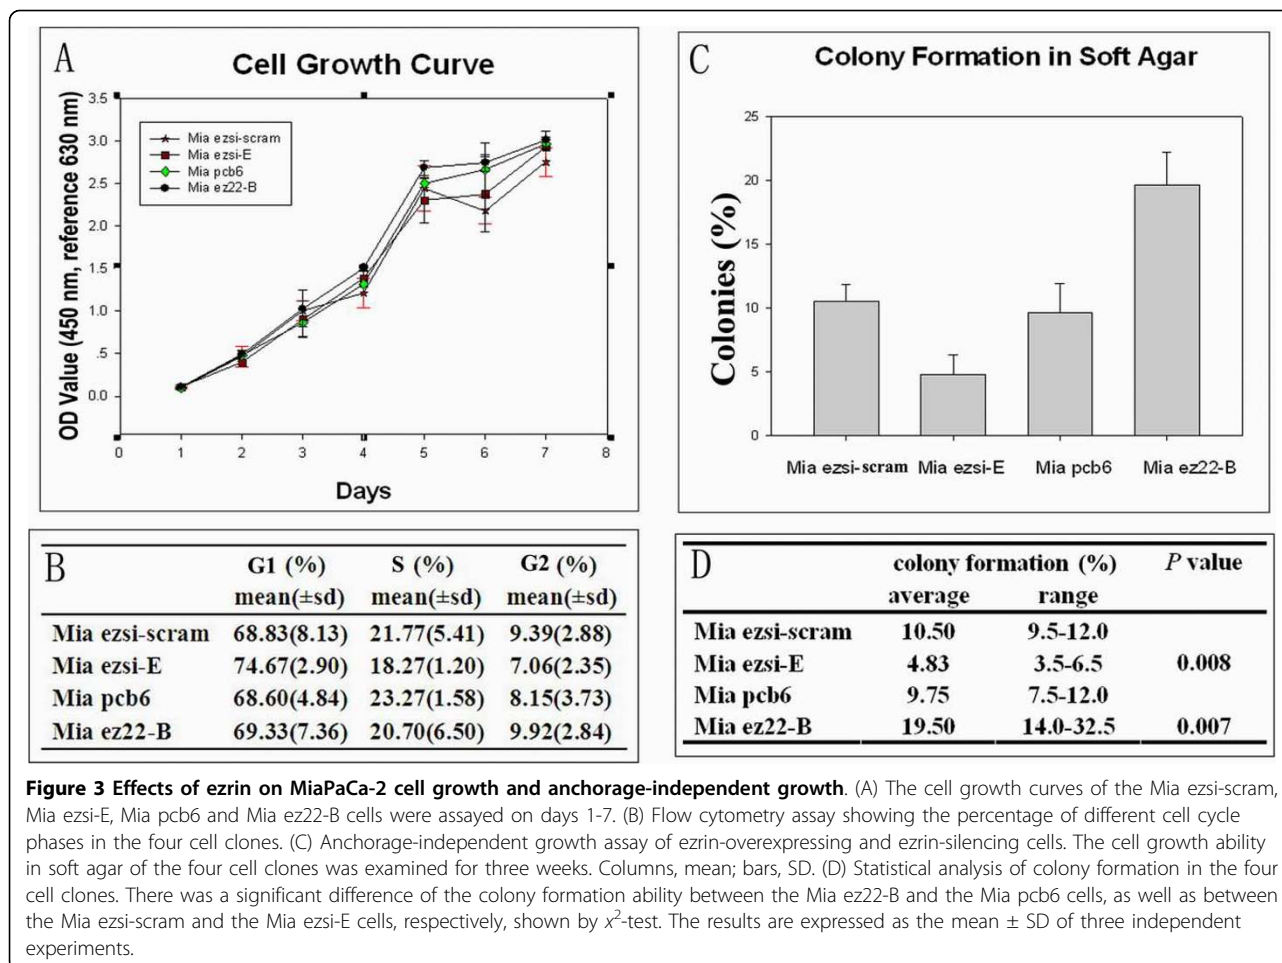 A
Cell Growth Curve
OD Value (450 nm, reference 630 nm)
3.5
3.0
2.5
2.0
1.5
1.0
.5
0.0
Mia ezsi-scram
Mia ezsi-E
Mia pcb6
Mia ez22-B
0 1 2 3 4 5 6 7 8
Days
C
Colony Formation in Soft Agar
Colonies (%)
25
20
15
10
5
0
Mia ezsi-scram Mia ezsi-E Mia pcb6 Mia ez22-B
B
G1 (%) S (%) G2 (%)
mean(±sd) mean(±sd) mean(±sd)
Mia ezsi-scram 68.83(8.13) 21.77(5.41) 9.39(2.88)
Mia ezsi-E 74.67(2.90) 18.27(1.20) 7.06(2.35)
Mia pcb6 68.60(4.84) 23.27(1.58) 8.15(3.73)
Mia ez22-B 69.33(7.36) 20.70(6.50) 9.92(2.84)
D
colony formation (%) P value
average range
Mia ezsi-scram 10.50 9.5-12.0
Mia ezsi-E 4.83 3.5-6.5 0.008
Mia pcb6 9.75 7.5-12.0
Mia ez22-B 19.50 14.0-32.5 0.007
Figure 3 Effects of ezrin on MiaPaCa-2 cell growth and anchorage-independent growth. (A) The cell growth curves of the Mia ezsi-scram,
Mia ezsi-E, Mia pcb6 and Mia ez22-B cells were assayed on days 1-7. (B) Flow cytometry assay showing the percentage of different cell cycle
phases in the four cell clones. (C) Anchorage-independent growth assay of ezrin-overexpressing and ezrin-silencing cells. The cell growth ability
in soft agar of the four cell clones was examined for three weeks. Columns, mean; bars, SD. (D) Statistical analysis of colony formation in the four
cell clones. There was a significant difference of the colony formation ability between the Mia ez22-B and the Mia pcb6 cells, as well as between
the Mia ezsi-scram and the Mia ezsi-E cells, respectively, shown by x²-test. The results are expressed as the mean ± SD of three independent
experiments.